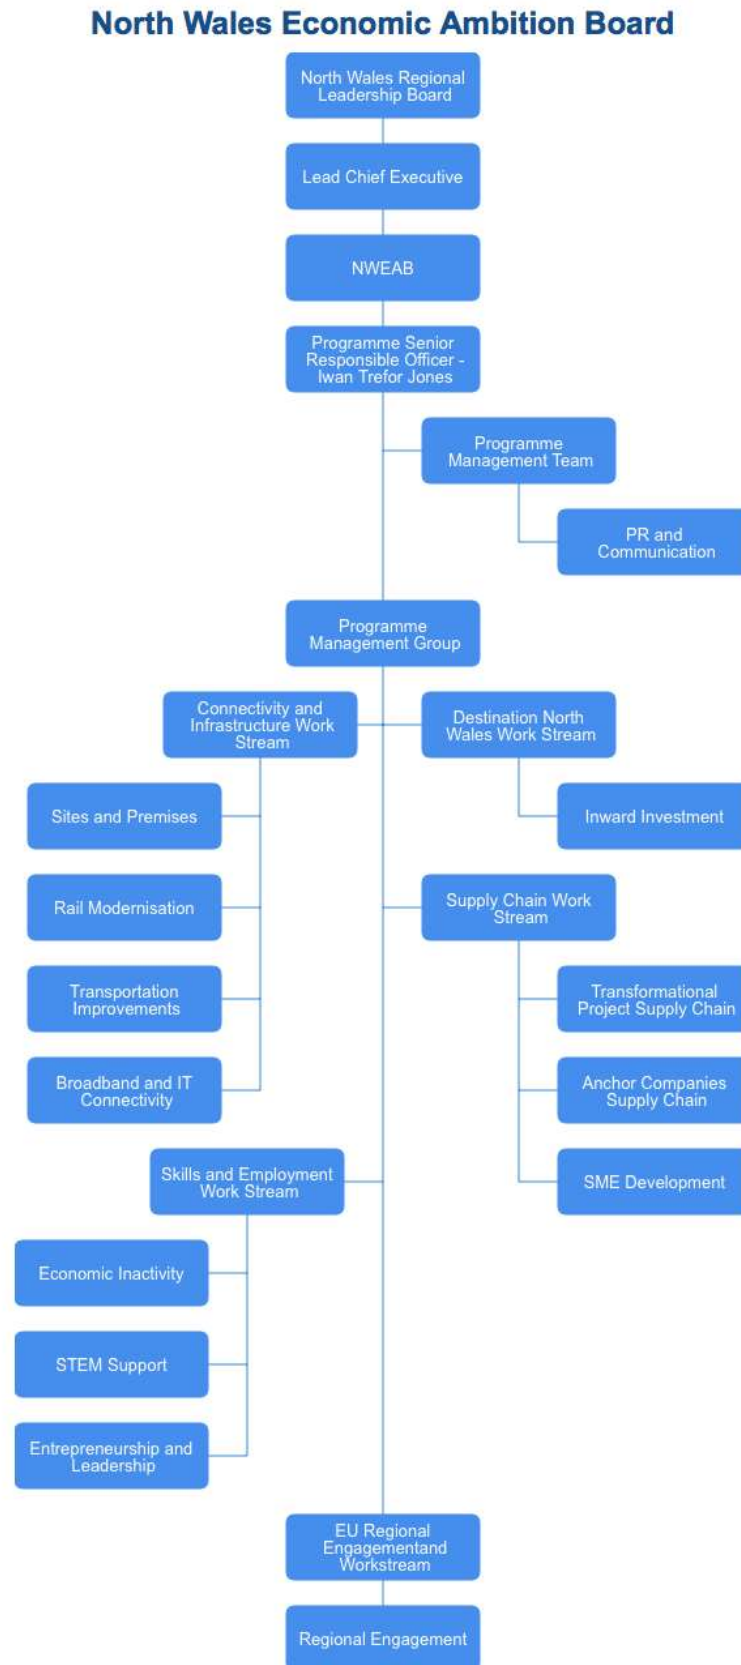 North Wales Economic Ambition Board
North Wales Regional
Leadership Board
Lead Chief Executive
NWEAB
Programme Senior
Responsible Officer -
Iwan Trefor Jones
Programme
Management Team
PR and
Communication
Programme
Management Group
Connectivity and
Infrastructure Work
Stream
Destination North
Wales Work Stream
Sites and Premises
Inward Investment
Rail Modernisation
Supply Chain Work
Stream
Transportation
Improvements
Transformational
Project Supply Chain
Broadband and IT
Connectivity
Anchor Companies
Supply Chain
Skills and Employment
Work Stream
SME Development
Economic Inactivity
STEM Support
Entrepreneurship and
Leadership
EU Regional
Engagementand
Workstream
Regional Engagement